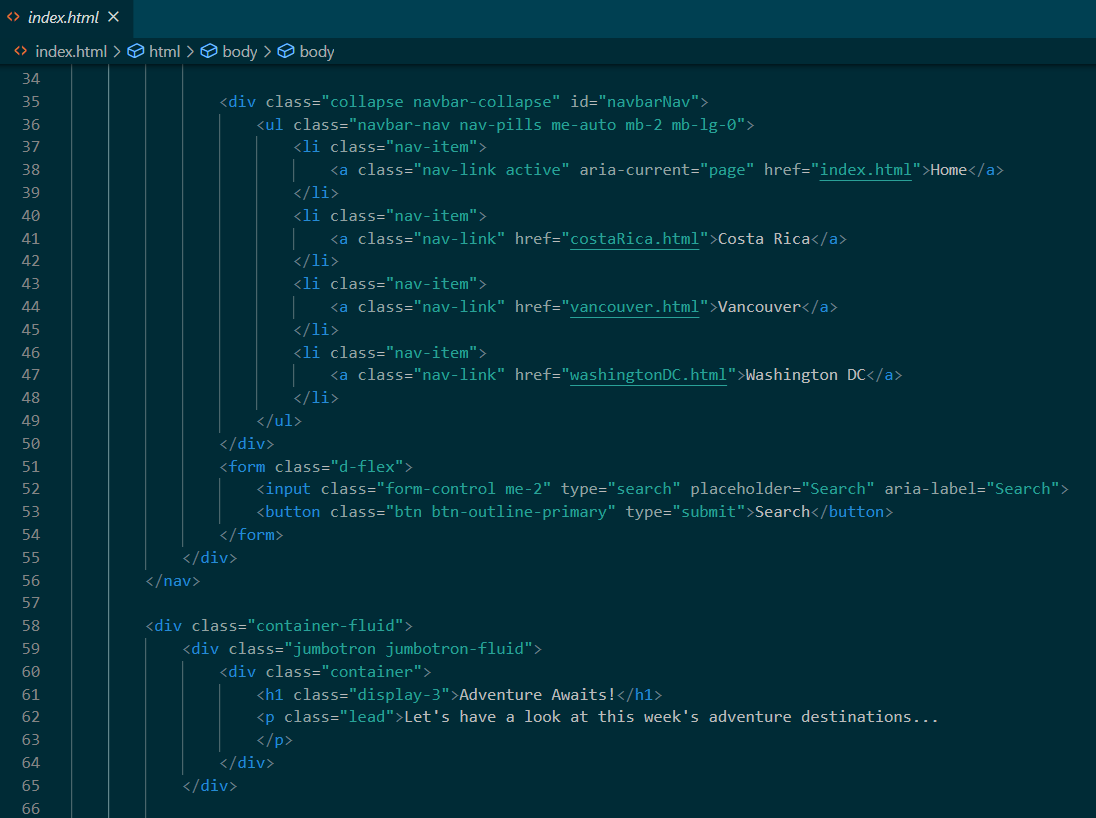 index.html
index.html > html > body > body
34
35 <div class="collapse navbar-collapse" id="navbarNav">
36 <ul class="navbar-nav nav-pills me-auto mb-2 mb-lg-0">
37 <li class="nav-item">
38 <a class="nav-link active" aria-current="page" href="index.html">Home</a>
39 </li>
40 <li class="nav-item">
41 <a class="nav-link" href="costaRica.html">Costa Rica</a>
42 </li>
43 <li class="nav-item">
44 <a class="nav-link" href="vancouver.html">Vancouver</a>
45 </li>
46 <li class="nav-item">
47 <a class="nav-link" href="washingtonDC.html">Washington DC</a>
48 </li>
49 </ul>
50 </div>
51 <form class="d-flex">
52 <input class="form-control me-2" type="search" placeholder="Search" aria-label="Search">
53 <button class="btn btn-outline-primary" type="submit">Search</button>
54 </form>
55 </div>
56 </nav>
57
58 <div class="container-fluid">
59 <div class="jumbotron jumbotron-fluid">
60 <div class="container">
61 <h1 class="display-3">Adventure Awaits!</h1>
62 <p class="lead">Let's have a look at this week's adventure destinations...
63 </p>
64 </div>
65 </div>
66